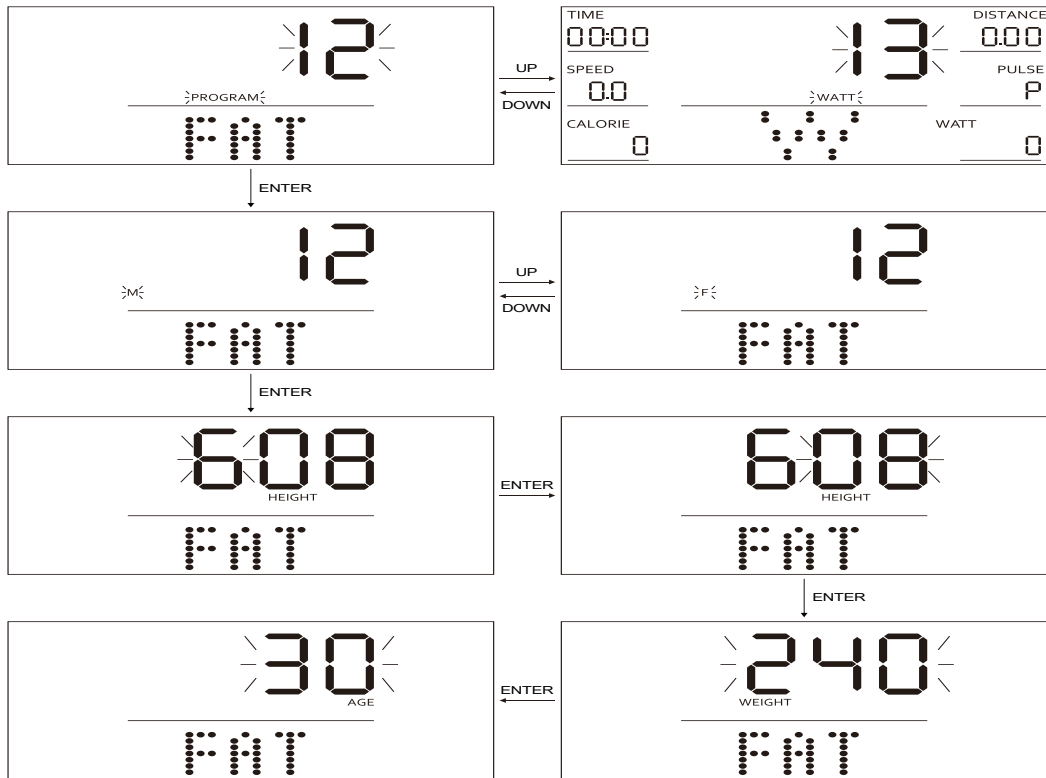 12
PROGRAM
FAT
UP
DOWN
TIME
00:00
13
DISTANCE
0.00
SPEED
0.0
WATT
PULSE
P
CALORIE
0
W
WATT
0
ENTER
12
M
FAT
UP
DOWN
12
F
FAT
ENTER
608
HEIGHT
FAT
ENTER
608
HEIGHT
FAT
ENTER
30
AGE
FAT
ENTER
240
WEIGHT
FAT